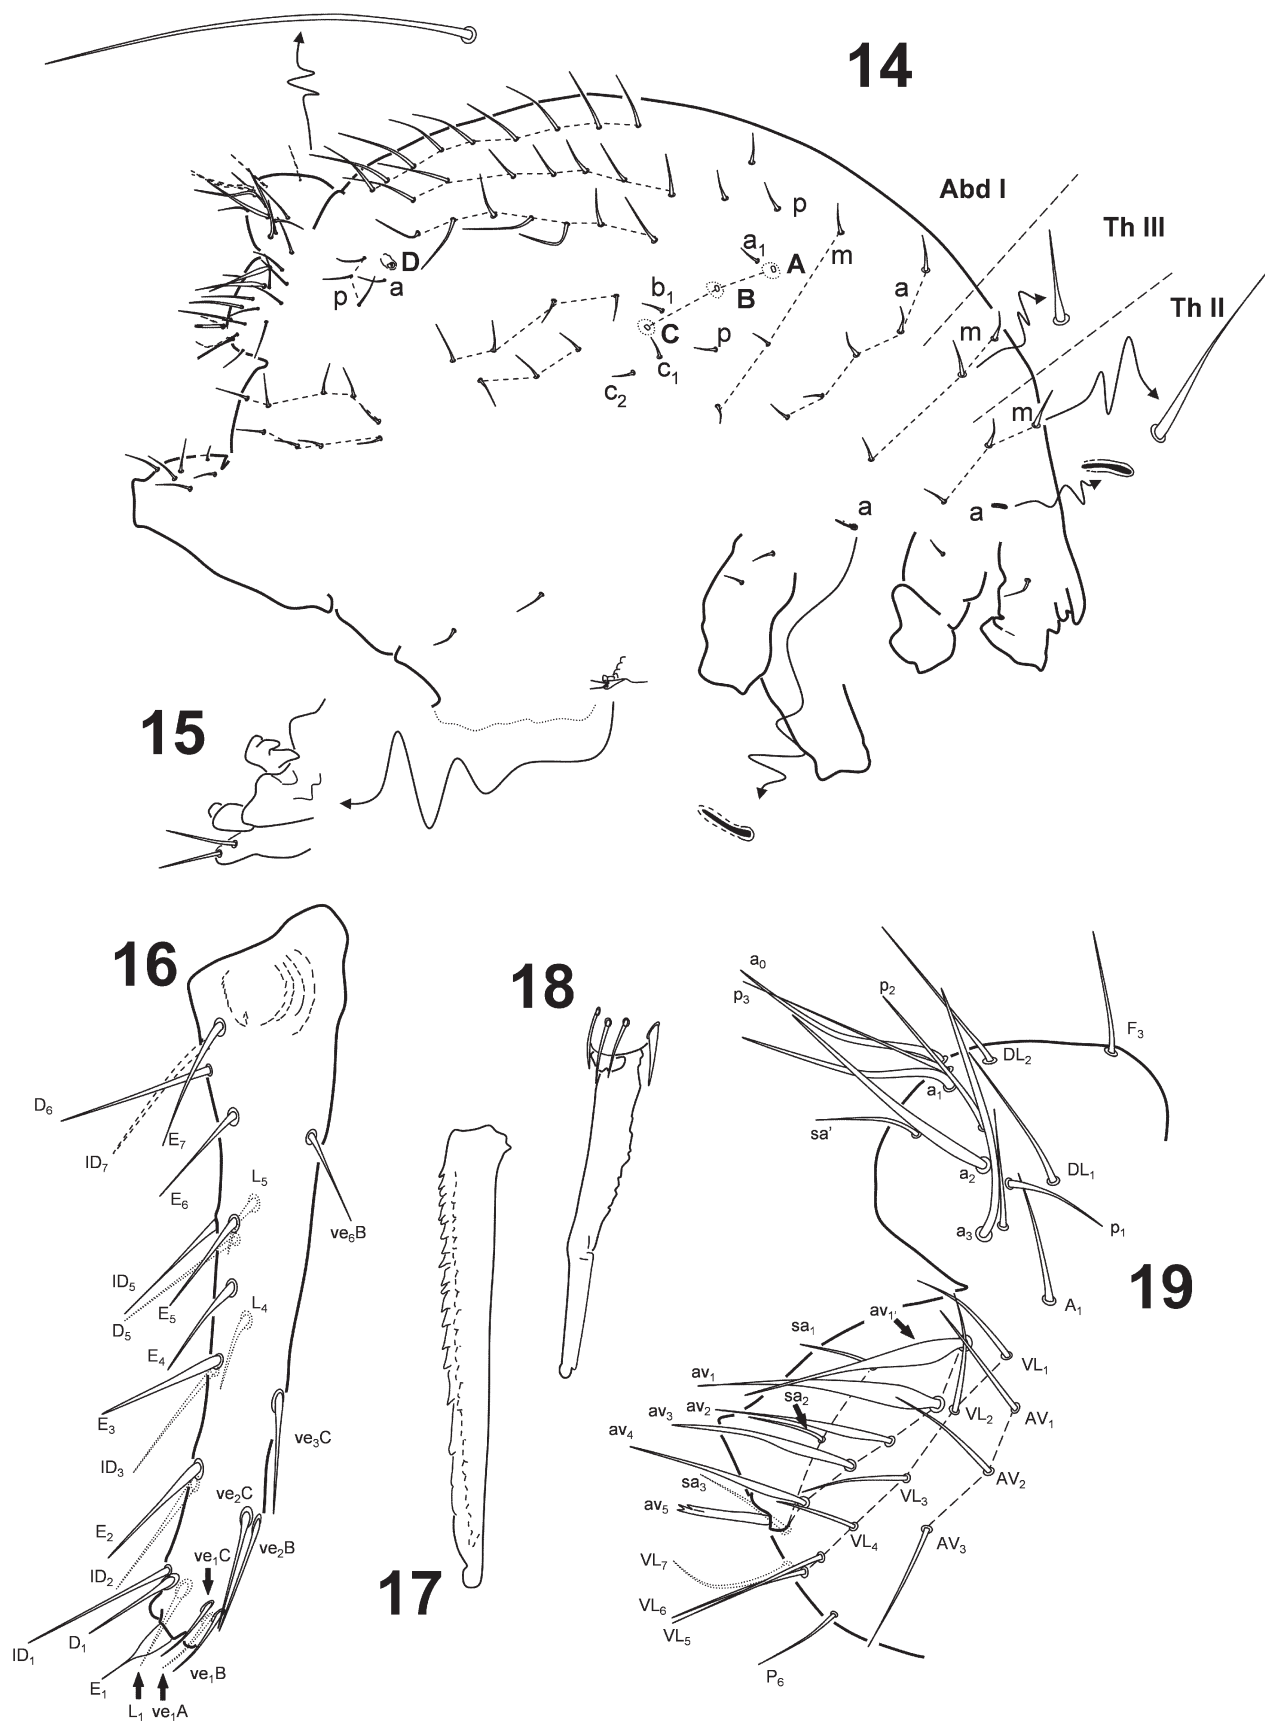 14
Abd I
Th III
Th II
p
m
a₁
A
a
D
B
b₁
p
a
C
p
m
c₁
c₂
m
a
a
15
16
18
a₀
p₃
p₂
F₃
DL₂
a₁
D₆
E₇
ID₇
sa'
DL₁
a₂
L₅
E₆
ve₆B
p₁
a₃
ID₅
E₅
D₅
L₄
19
A₁
av₁'
sa₁
E₄
VL₁
av₁
sa₂
E₃
av₂
av₃
VL₂
AV₁
ve₃C
av₄
ID₃
sa₃
AV₂
ve₂C
VL₃
av₅
E₂
ve₂B
VL₄
AV₃
ve₁C
VL₇
ID₂
17
VL₆
VL₅
D₁
ID₁
ve₁B
P₆
E₁
L₁
ve₁A